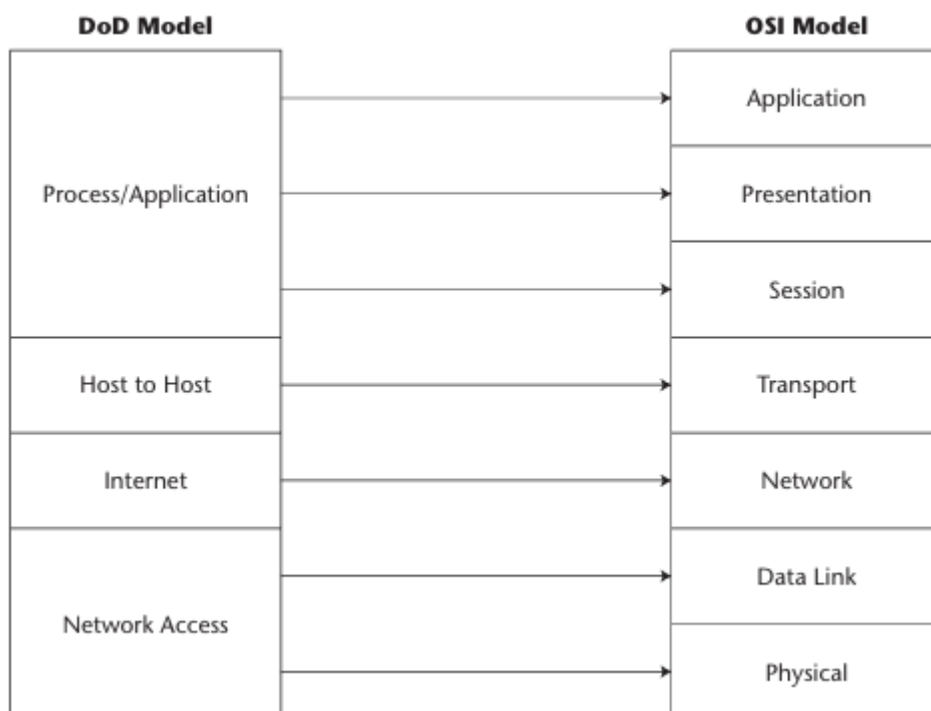 DoD Model
OSI Model
Process/Application
Host to Host
Internet
Network Access
Application
Presentation
Session
Transport
Network
Data Link
Physical